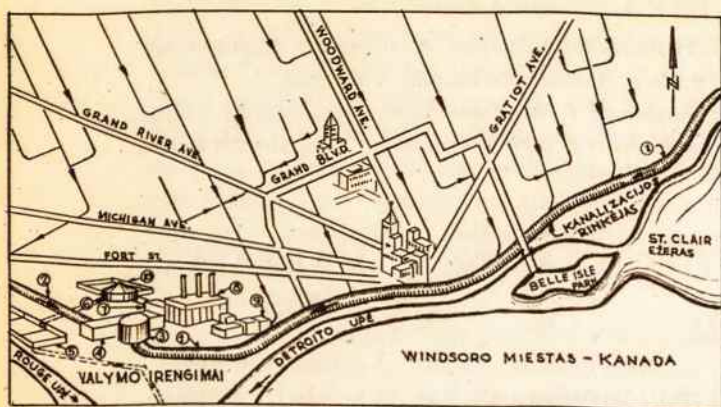 WOODWARD AVE.
GRATIOT AVE.
N
GRAND RIVER AVE.
GRAND BLVD.
MICHIGAN AVE.
FORT ST.
KANALIZACIJOS
RINKĖJAS
ST. CLAIR
EŽERAS
BELLE ISLE
PARK
DETROITO UPĖ
WINDSORO MIESTAS - KANADA
VALYMO ĮRENGIMAI
ROUGE UPĖ